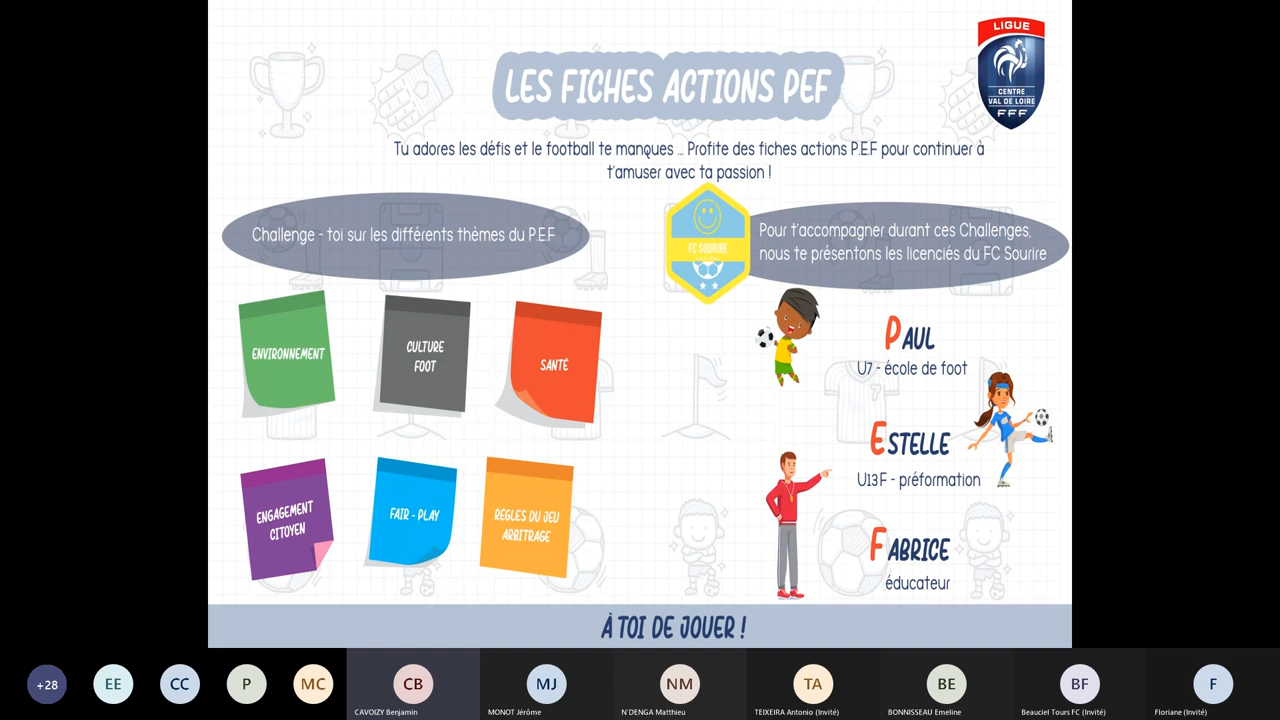 LES FICHES ACTIONS PEF
LIGUE
CENTRE
VAL DE LOIRE
FFF
Tu adores les défis et le football te manques ... Profite des fiches actions P.E.F pour continuer à
t'amuser avec ta passion !
Challenge - toi sur les différents thèmes du P.E.F
FC SOURIRE
Pour t'accompagner durant ces Challenges,
nous te présentons les licenciés du FC Sourire
ENVIRONNEMENT
CULTURE
FOOT
SANTÉ
PAUL
U7 - école de foot
ESTELLE
U13F - préformation
ENGAGEMENT
CITOYEN
FAIR - PLAY
RÈGLES DU JEU
ARBITRAGE
FABRICE
éducateur
À TOI DE JOUER !
+28
EE
CC
P
MC
CB
CAVOIZY Benjamin
MJ
MONOT Jérôme
NM
N'DENGA Matthieu
TA
TEIXEIRA Antonio (Invité)
BE
BONNISSEAU Emeline
BF
Beauciel Tours FC (Invité)
F
Floriane (Invité)